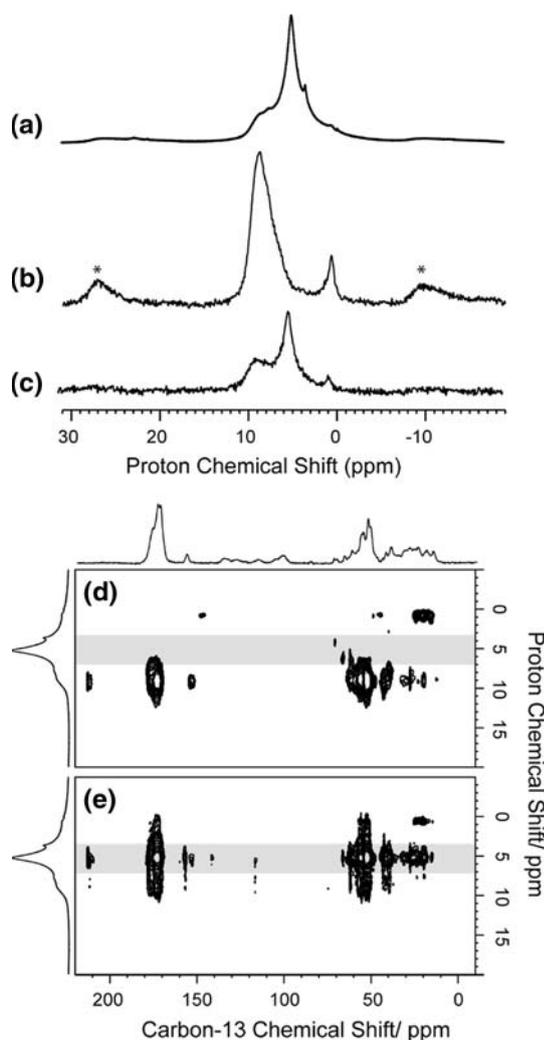 (a)
* *
(b)
(c)
30 20 10 0 -10
Proton Chemical Shift (ppm)
(d)
0
5
10
15
Proton Chemical Shift/ ppm
(e)
0
5
10
15
200 150 100 50 0
Carbon-13 Chemical Shift/ ppm